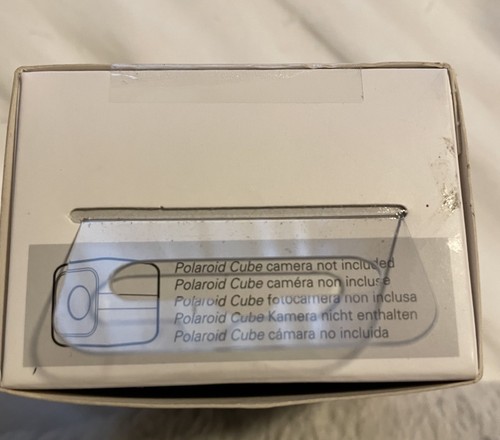 Polaroid Cube camera not included
Polaroid Cube caméra non incluse
Polaroid Cube fotocamera non inclusa
Polaroid Cube Kamera nicht enthalten
Polaroid Cube cámara no incluida